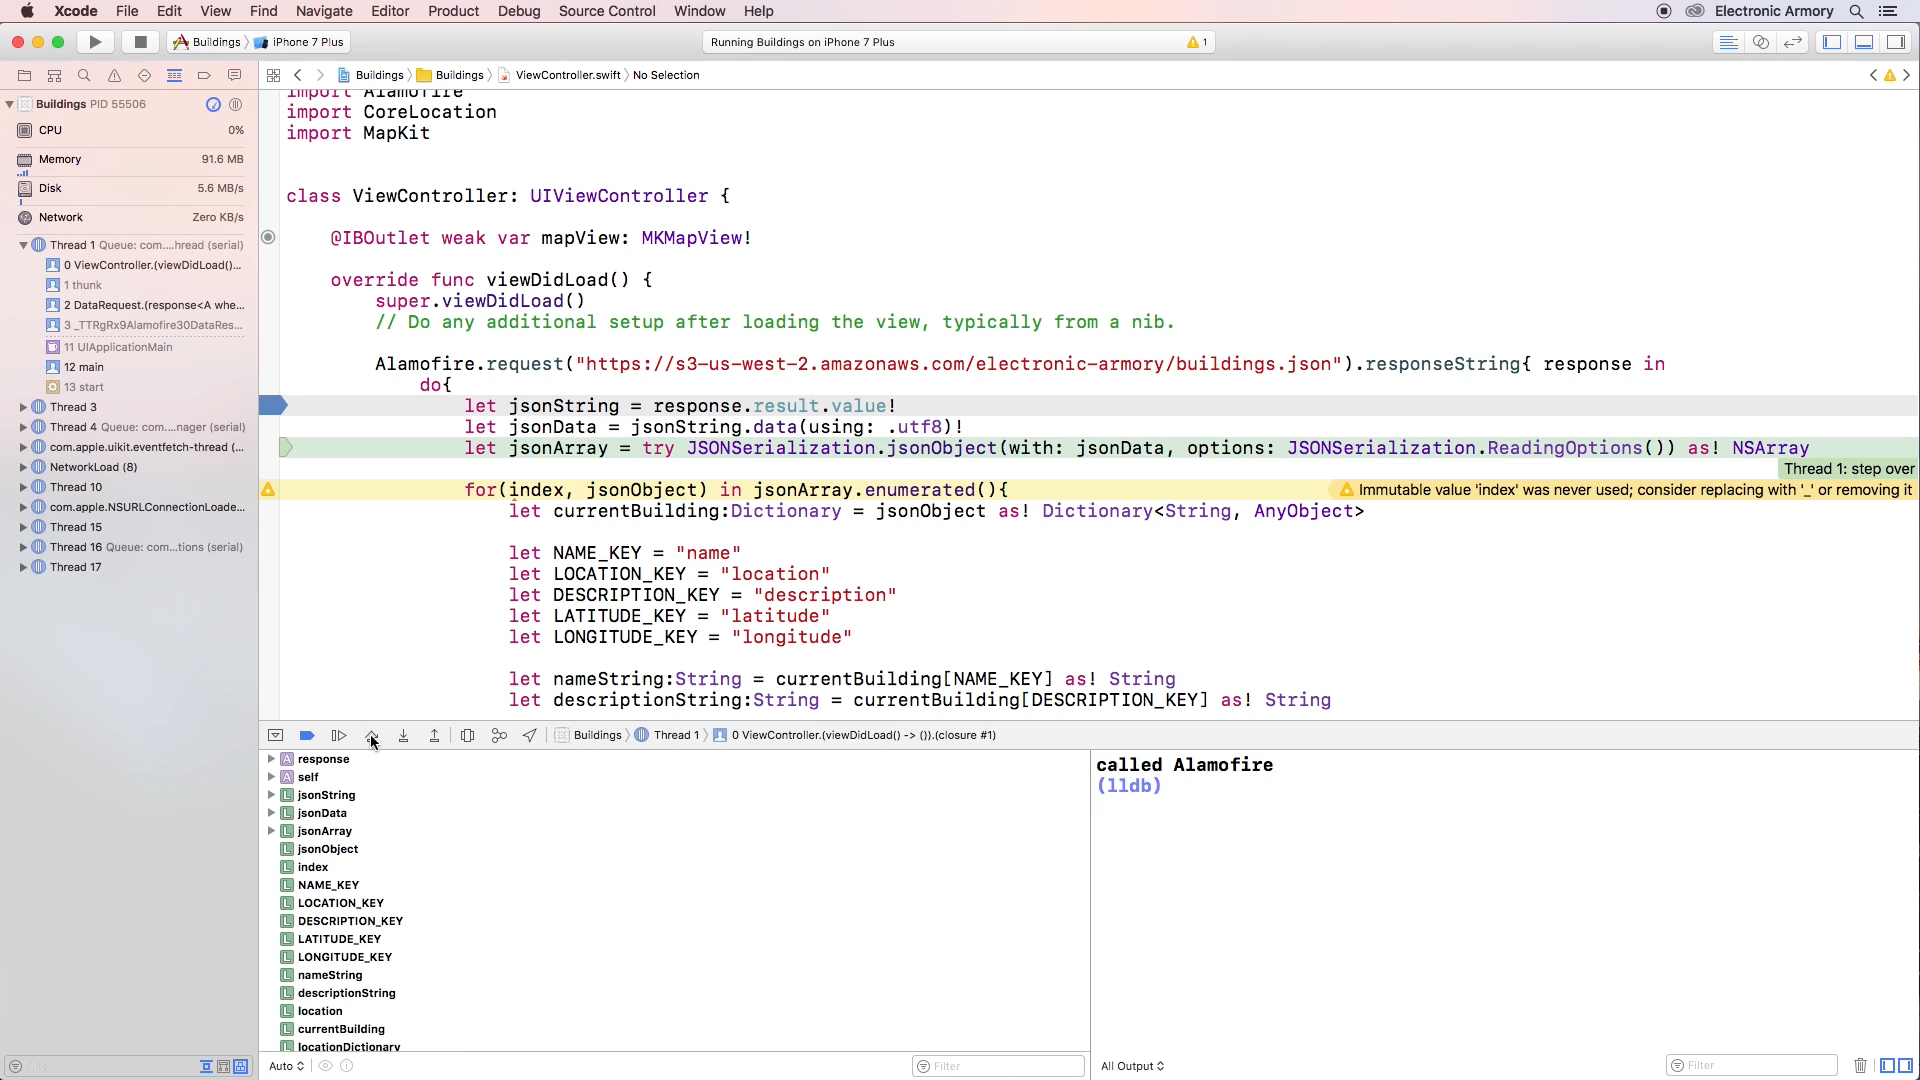 Xcode File Edit View Find Navigate Editor Product Debug Source Control Window Help Electronic Armory
Buildings iPhone 7 Plus Running Buildings on iPhone 7 Plus 1
Buildings Buildings ViewController.swift No Selection
Buildings PID 55506
CPU 0%
Memory 91.6 MB
Disk 5.6 MB/s
Network Zero KB/s
Thread 1 Queue: com....hread (serial)
0 ViewController.(viewDidLoad()...
1 thunk
2 DataRequest.(response<A whe...
3 _TTRgRx9Alamofire30DataRes...
11 UIApplicationMain
12 main
13 start
Thread 3
Thread 4 Queue: com....nager (serial)
com.apple.uikit.eventfetch-thread (...
NetworkLoad (8)
Thread 10
com.apple.NSURLConnectionLoade...
Thread 15
Thread 16 Queue: com...tions (serial)
Thread 17
Filter
import Alamofire
import CoreLocation
import MapKit
class ViewController: UIViewController {
@IBOutlet weak var mapView: MKMapView!
override func viewDidLoad() {
super.viewDidLoad()
// Do any additional setup after loading the view, typically from a nib.
Alamofire.request("https://s3-us-west-2.amazonaws.com/electronic-armory/buildings.json").responseString{ response in
do{
let jsonString = response.result.value!
let jsonData = jsonString.data(using: .utf8)!
let jsonArray = try JSONSerialization.jsonObject(with: jsonData, options: JSONSerialization.ReadingOptions()) as! NSArray
Thread 1: step over
for(index, jsonObject) in jsonArray.enumerated(){
Immutable value 'index' was never used; consider replacing with '_' or removing it
let currentBuilding:Dictionary = jsonObject as! Dictionary<String, AnyObject>
let NAME_KEY = "name"
let LOCATION_KEY = "location"
let DESCRIPTION_KEY = "description"
let LATITUDE_KEY = "latitude"
let LONGITUDE_KEY = "longitude"
let nameString:String = currentBuilding[NAME_KEY] as! String
let descriptionString:String = currentBuilding[DESCRIPTION_KEY] as! String
Buildings Thread 1 0 ViewController.(viewDidLoad() -> ()).(closure #1)
A response
A self
L jsonString
L jsonData
L jsonArray
L jsonObject
L index
L NAME_KEY
L LOCATION_KEY
L DESCRIPTION_KEY
L LATITUDE_KEY
L LONGITUDE_KEY
L nameString
L descriptionString
L location
L currentBuilding
L locationDictionary
Auto Filter
called Alamofire
(lldb)
All Output Filter